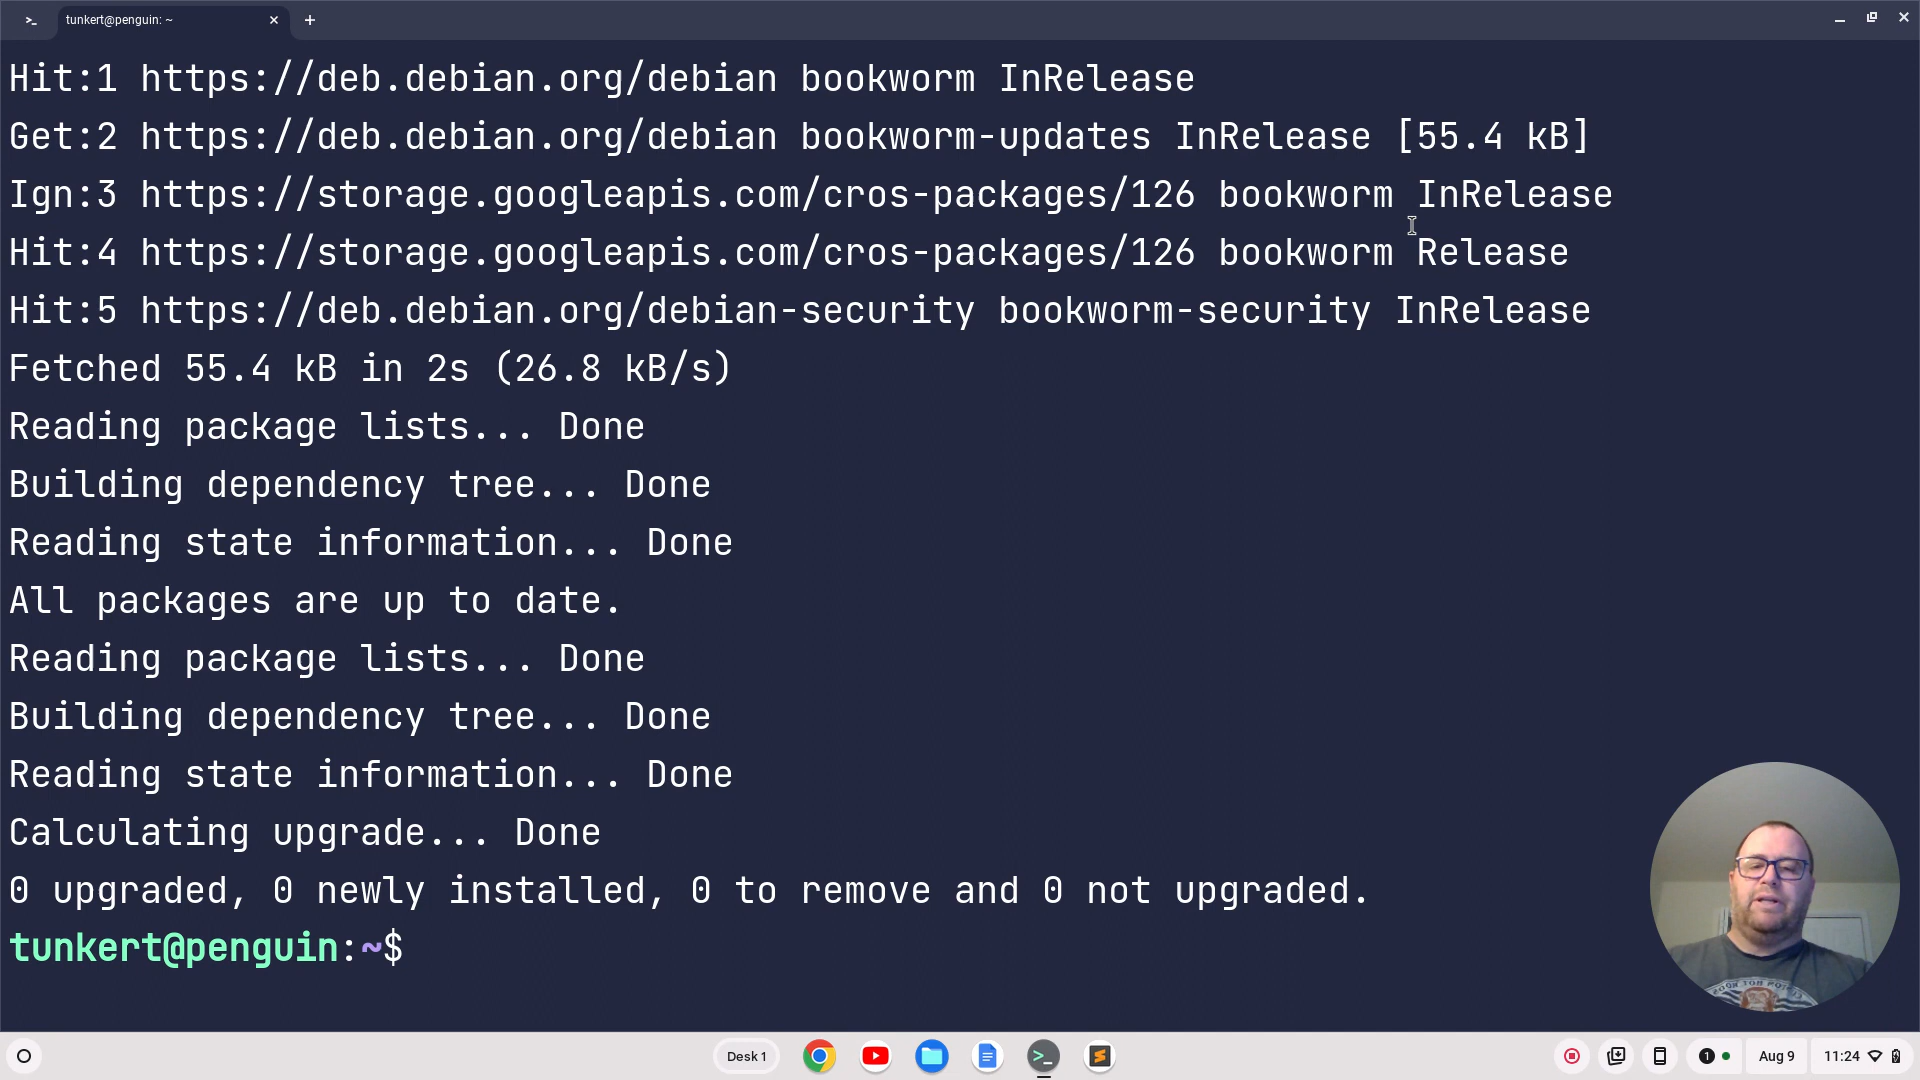 tunkert@penguin: ~
Hit:1 https://deb.debian.org/debian bookworm InRelease
Get:2 https://deb.debian.org/debian bookworm-updates InRelease [55.4 kB]
Ign:3 https://storage.googleapis.com/cros-packages/126 bookworm InRelease
Hit:4 https://storage.googleapis.com/cros-packages/126 bookworm Release
Hit:5 https://deb.debian.org/debian-security bookworm-security InRelease
Fetched 55.4 kB in 2s (26.8 kB/s)
Reading package lists... Done
Building dependency tree... Done
Reading state information... Done
All packages are up to date.
Reading package lists... Done
Building dependency tree... Done
Reading state information... Done
Calculating upgrade... Done
0 upgraded, 0 newly installed, 0 to remove and 0 not upgraded.
tunkert@penguin:~$
Desk 1
1
Aug 9
11:24